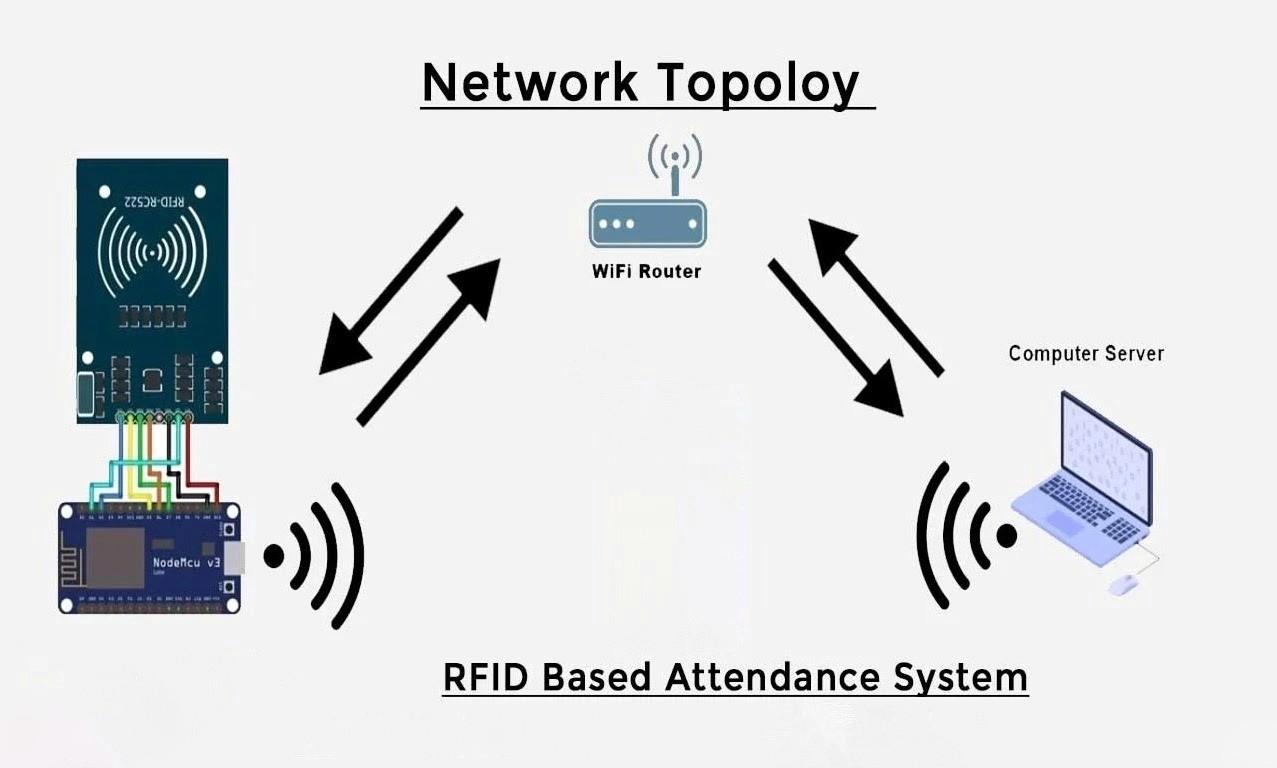 Network Topoloy
RFID-RC522
WiFi Router
Computer Server
NodeMcu v3
RFID Based Attendance System